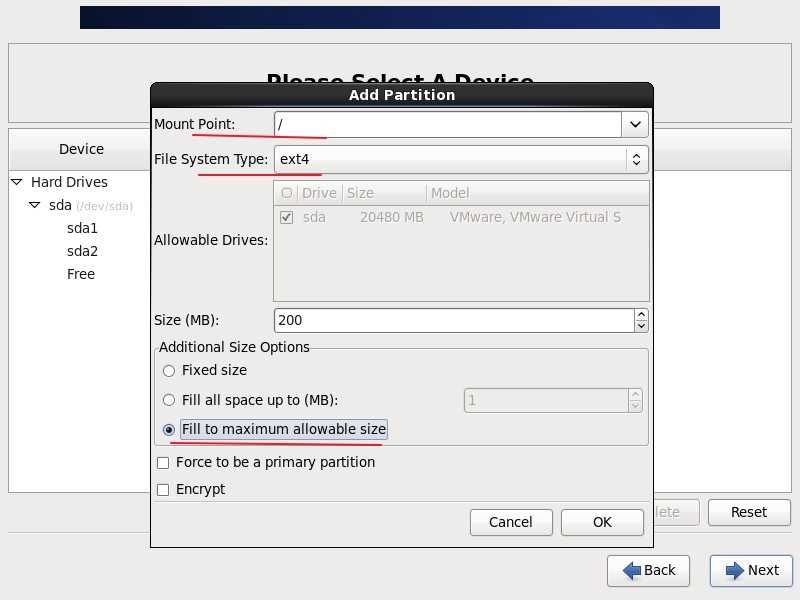 Please Select A Device
Add Partition
Mount Point: /
File System Type: ext4
Drive Size Model
sda 20480 MB VMware, VMware Virtual S
Allowable Drives:
Size (MB): 200
Additional Size Options
Fixed size
Fill all space up to (MB): 1
Fill to maximum allowable size
Force to be a primary partition
Encrypt
Cancel OK
Device
Hard Drives
sda (/dev/sda)
sda1
sda2
Free
lete Reset
Back Next